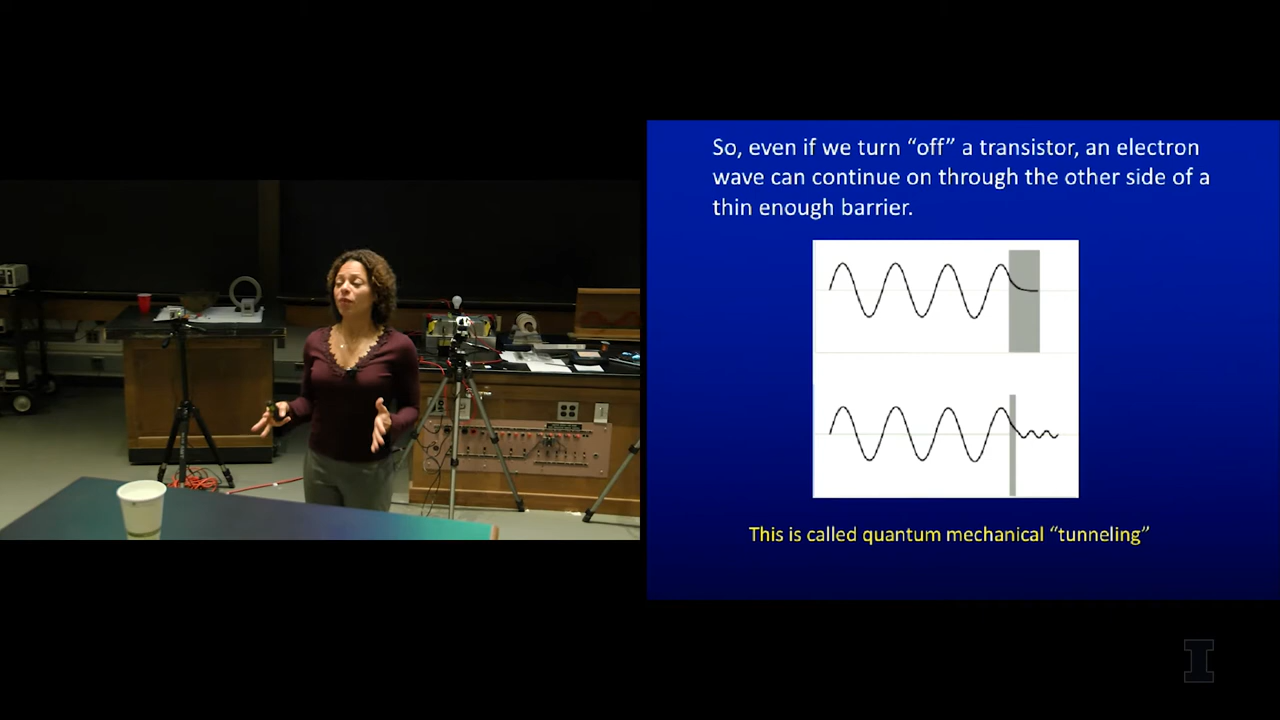 So, even if we turn “off” a transistor, an electron
wave can continue on through the other side of a
thin enough barrier.
This is called quantum mechanical “tunneling”